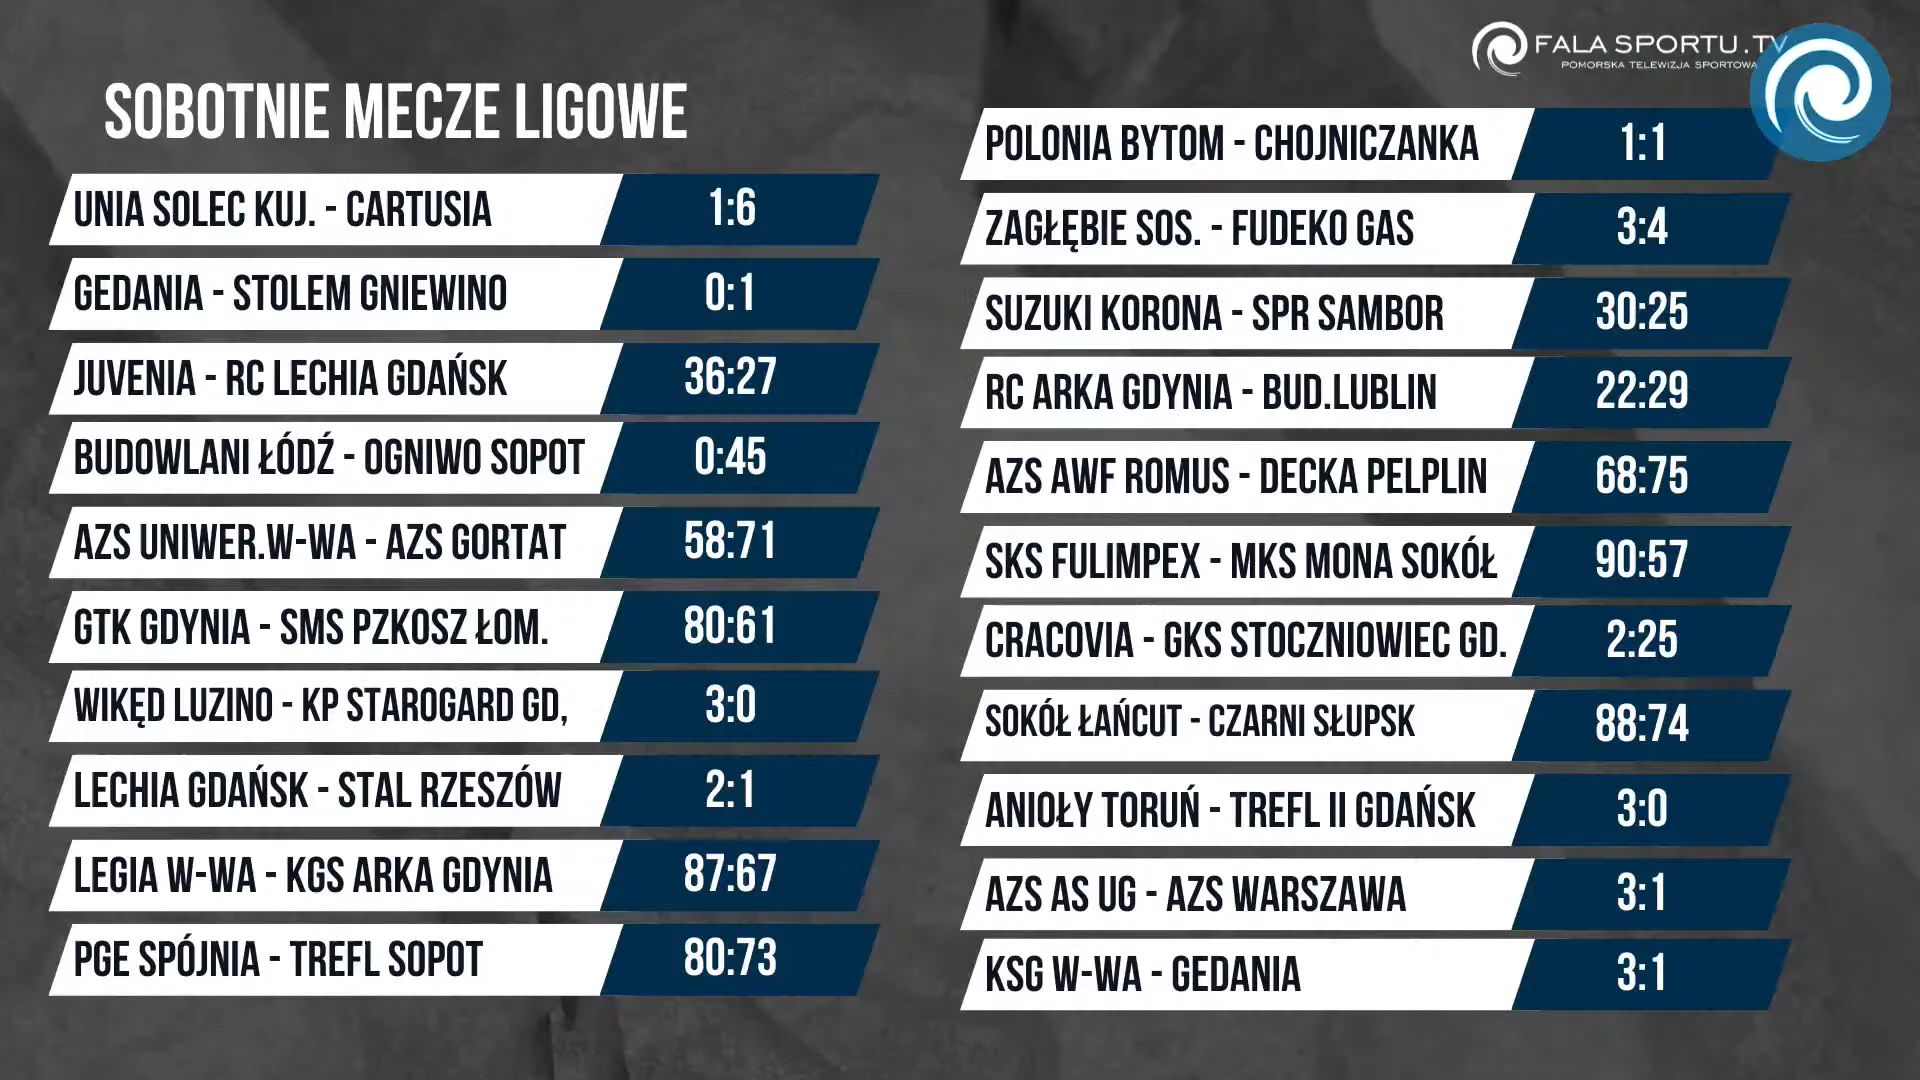 SOBOTNIE MECZE LIGOWE
UNIA SOLEC KUJ. - CARTUSIA 1:6
GEDANIA - STOLEM GNIEWINO 0:1
JUVENIA - RC LECHIA GDAŃSK 36:27
BUDOWLANI ŁÓDŹ - OGNIWO SOPOT 0:45
AZS UNIWER.W-WA - AZS GORTAT 58:71
GTK GDYNIA - SMS PZKOSZ ŁOM. 80:61
WIKĘD LUZINO - KP STAROGARD GD, 3:0
LECHIA GDAŃSK - STAL RZESZÓW 2:1
LEGIA W-WA - KGS ARKA GDYNIA 87:67
PGE SPÓJNIA - TREFL SOPOT 80:73
FALA SPORTU.TV
POMORSKA TELEWIZJA SPORTOWA
POLONIA BYTOM - CHOJNICZANKA 1:1
ZAGŁĘBIE SOS. - FUDEKO GAS 3:4
SUZUKI KORONA - SPR SAMBOR 30:25
RC ARKA GDYNIA - BUD.LUBLIN 22:29
AZS AWF ROMUS - DECKA PELPLIN 68:75
SKS FULIMPEX - MKS MONA SOKÓŁ 90:57
CRACOVIA - GKS STOCZNIOWIEC GD. 2:25
SOKÓŁ ŁAŃCUT - CZARNI SŁUPSK 88:74
ANIOŁY TORUŃ - TREFL II GDAŃSK 3:0
AZS AS UG - AZS WARSZAWA 3:1
KSG W-WA - GEDANIA 3:1